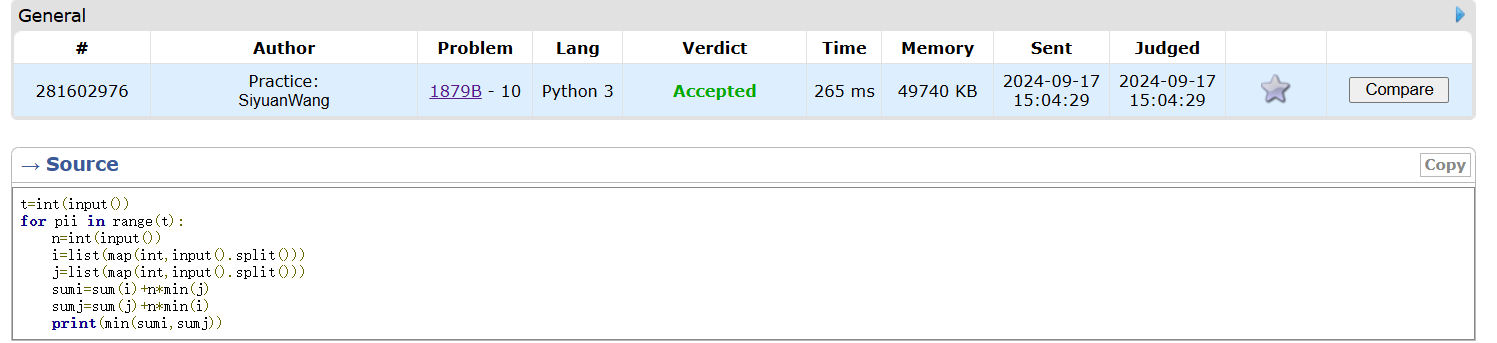 General
# Author Problem Lang Verdict Time Memory Sent Judged
281602976 Practice: SiyuanWang 1879B - 10 Python 3 Accepted 265 ms 49740 KB 2024-09-17 15:04:29 2024-09-17 15:04:29 Compare
→ Source Copy
t=int(input())
for pii in range(t):
    n=int(input())
    i=list(map(int,input().split()))
    j=list(map(int,input().split()))
    sumi=sum(i)+n*min(j)
    sumj=sum(j)+n*min(i)
    print(min(sumi,sumj))